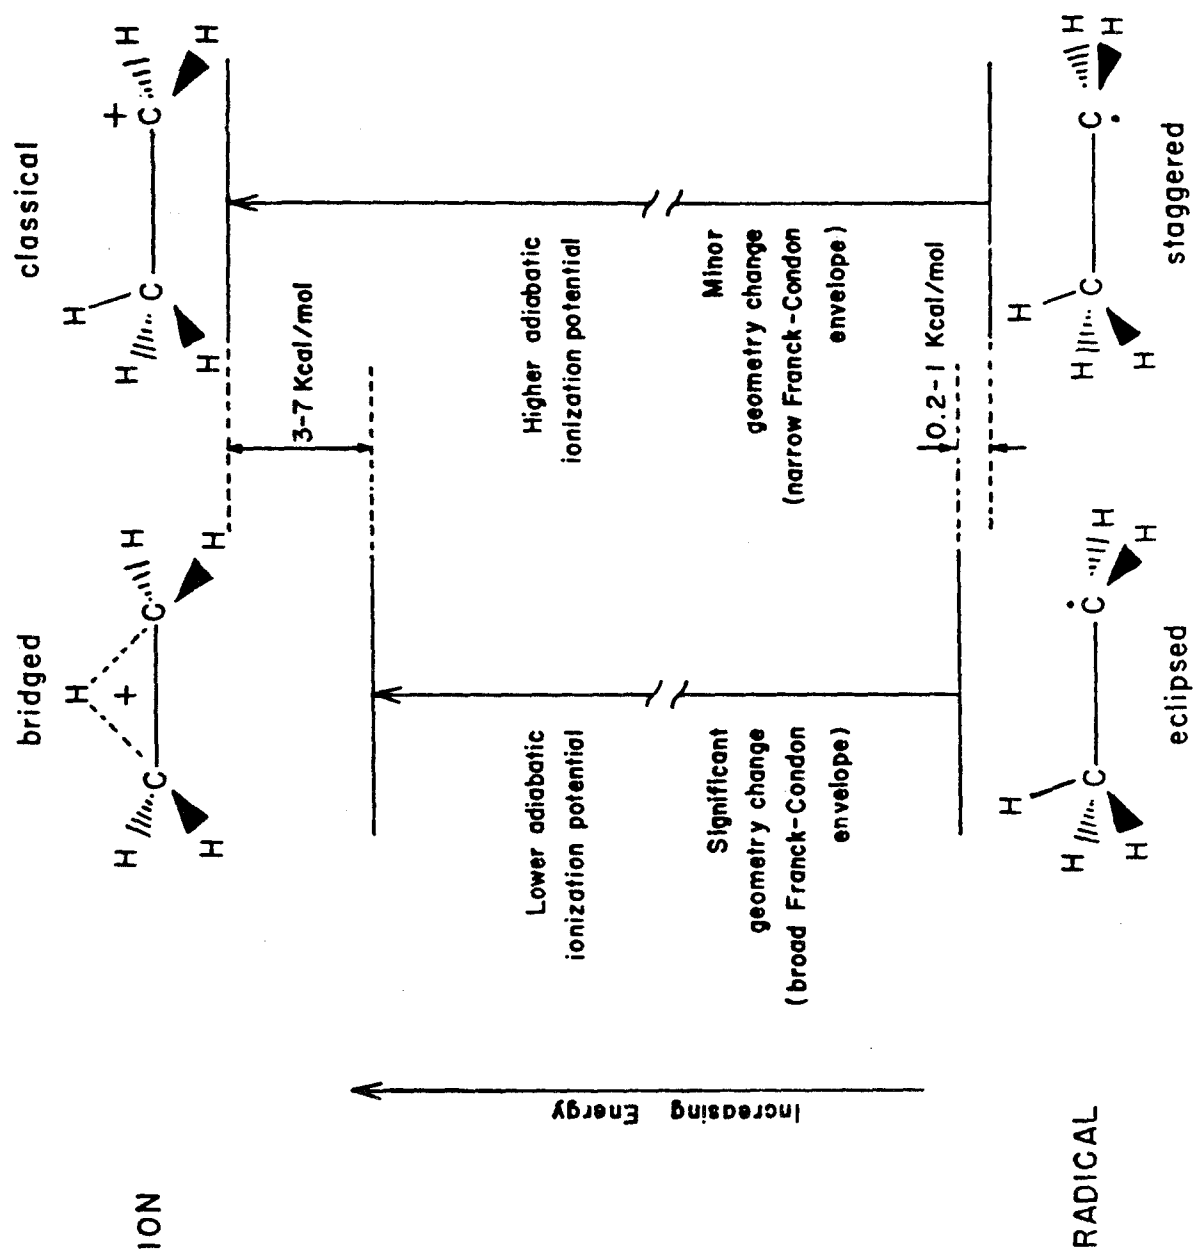 bridged
classical
H
H
+
H
H
C
C
H
H
H
H
+
H
C
C
H
H
ION
3-7 Kcal/mol
Lower adiabatic
ionization potential
Higher adiabatic
ionization potential
Increasing Energy
Significant
geometry change
(broad Franck-Condon
envelope)
Minor
geometry change
(narrow Franck-Condon
envelope)
0.2-1 Kcal/mol
RADICAL
H
H
C
C
H
H
H
H
H
C
C
H
H
H
eclipsed
staggered